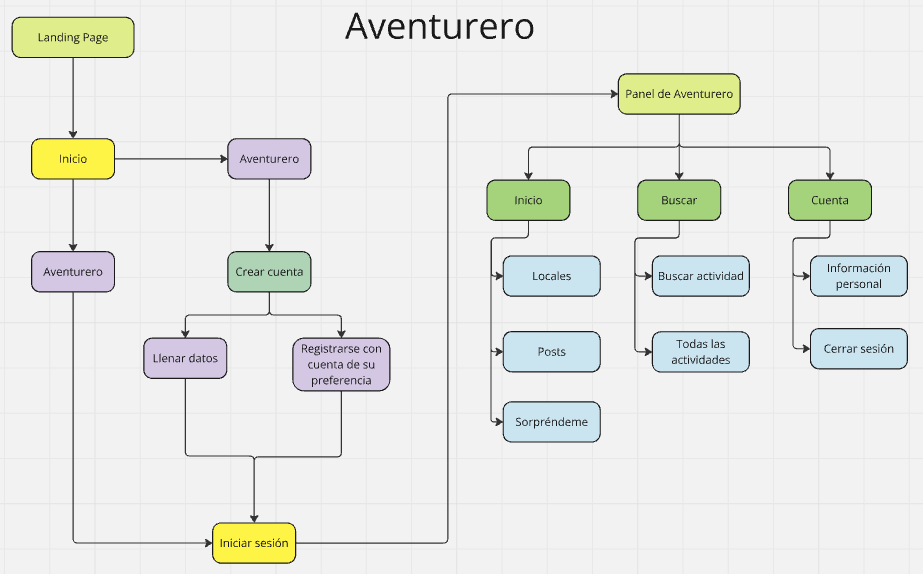 Aventurero
Landing Page
Inicio
Aventurero
Aventurero
Crear cuenta
Llenar datos
Registrarse con
cuenta de su
preferencia
Iniciar sesión
Panel de Aventurero
Inicio
Buscar
Cuenta
Locales
Posts
Sorpréndeme
Buscar actividad
Todas las
actividades
Información
personal
Cerrar sesión